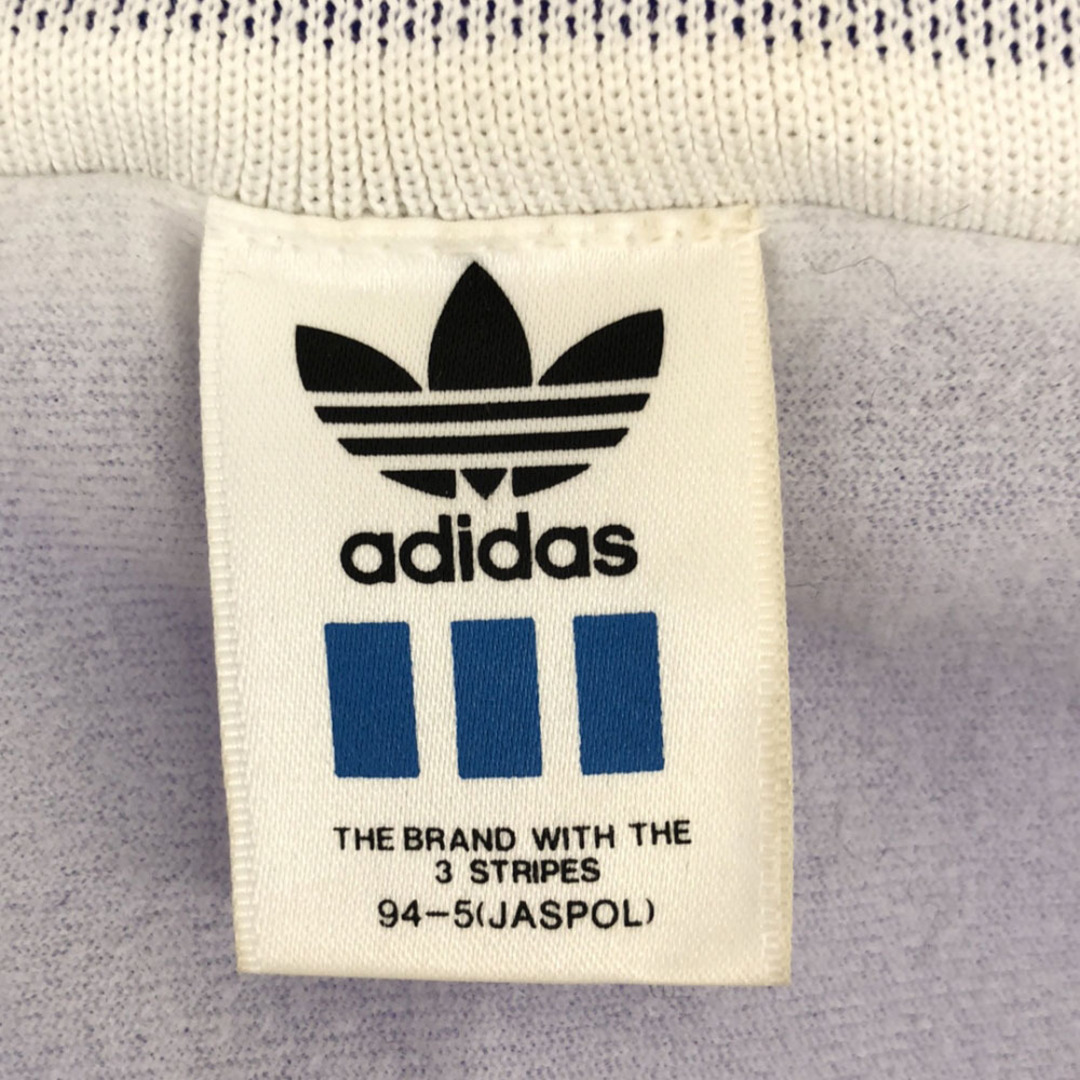 adidas
THE BRAND WITH THE
3 STRIPES
94-5(JASPOL)